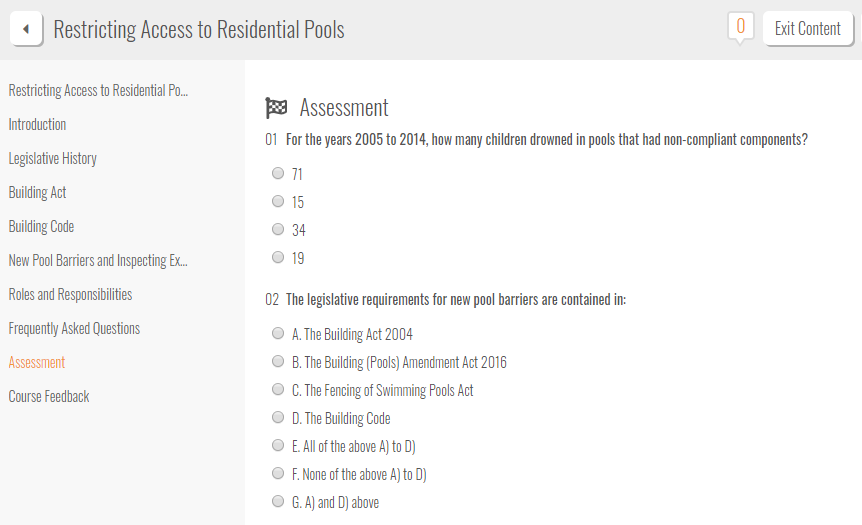 Restricting Access to Residential Pools
0
Exit Content
Restricting Access to Residential Po...
Introduction
Legislative History
Building Act
Building Code
New Pool Barriers and Inspecting Ex...
Roles and Responsibilities
Frequently Asked Questions
Assessment
Course Feedback
Assessment
01 For the years 2005 to 2014, how many children drowned in pools that had non-compliant components?
71
15
34
19
02 The legislative requirements for new pool barriers are contained in:
A. The Building Act 2004
B. The Building (Pools) Amendment Act 2016
C. The Fencing of Swimming Pools Act
D. The Building Code
E. All of the above A) to D)
F. None of the above A) to D)
G. A) and D) above